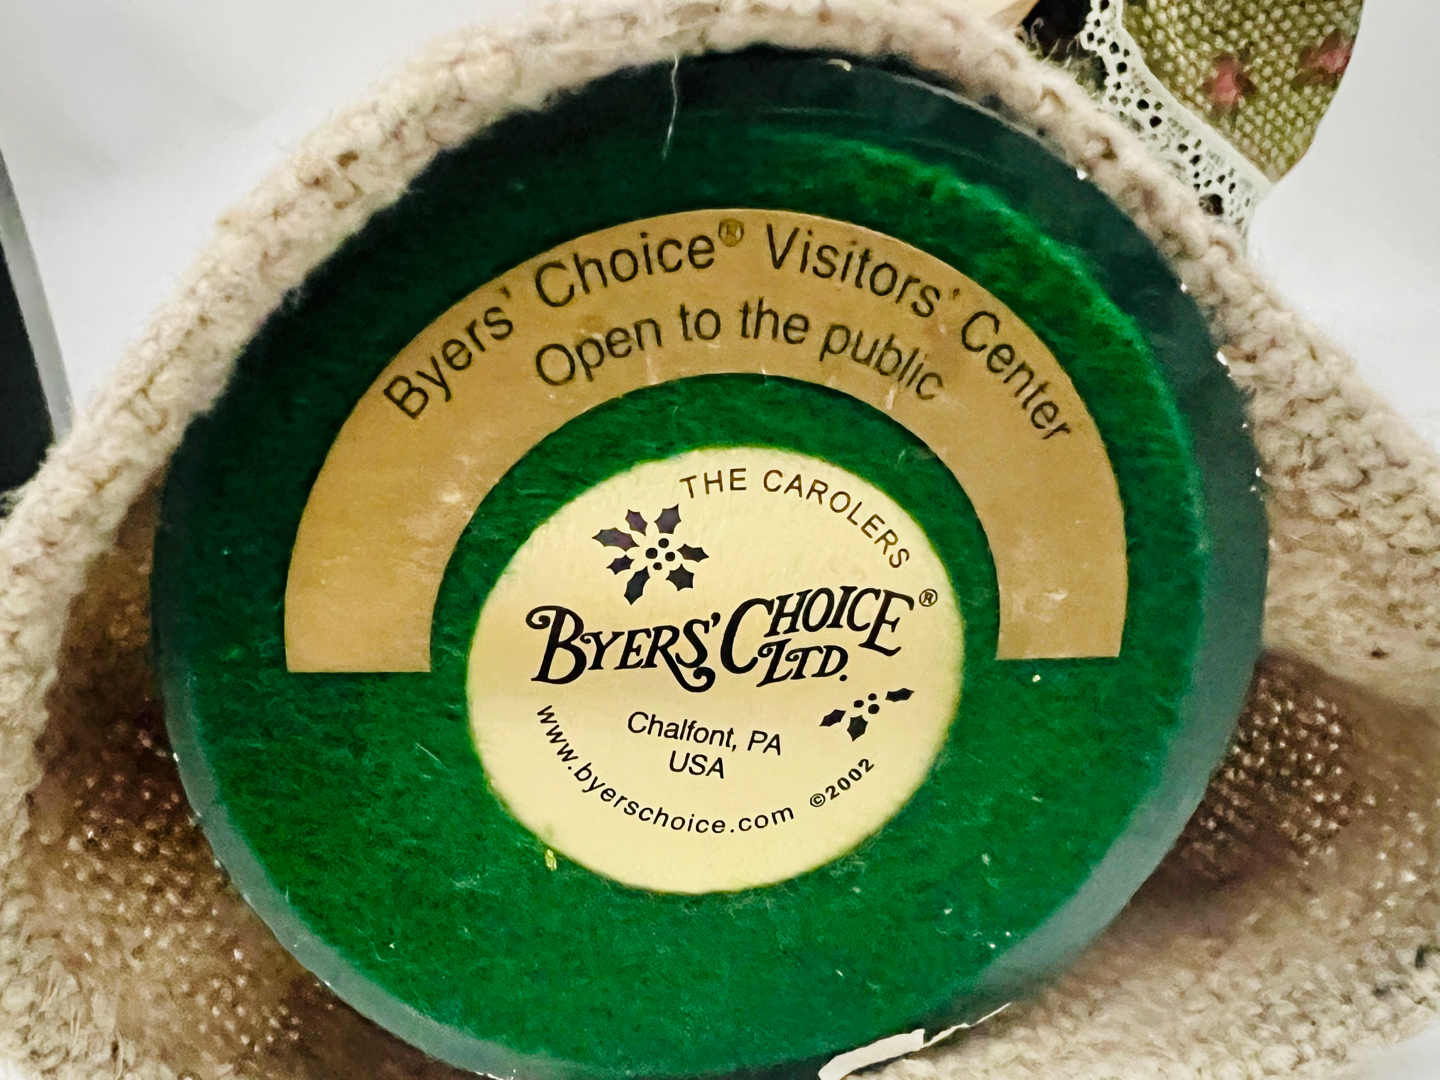 Byers' Choice® Visitors' Center
Open to the public
THE CAROLERS
BYERS' CHOICE LTD.®
Chalfont, PA
USA
www.byerschoice.com ©2002